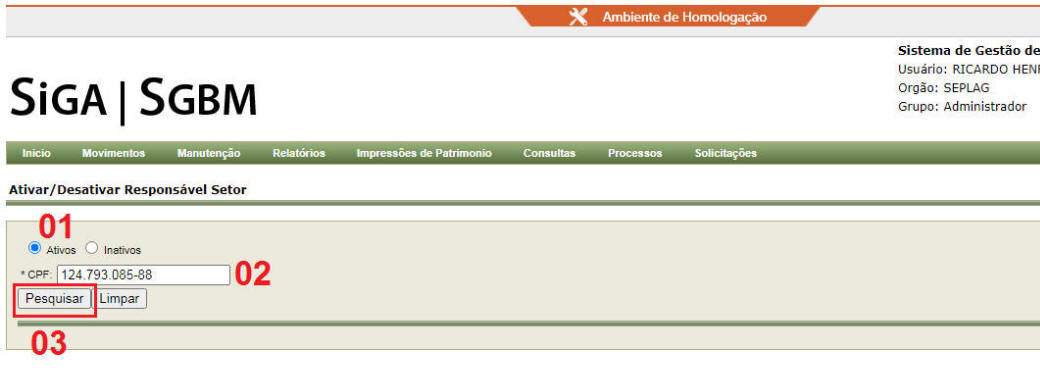 Ambiente de Homologação
Sistema de Gestão de
Usuário: RICARDO HEN
Orgão: SEPLAG
Grupo: Administrador
SiGA | SGBM
Inicio Movimentos Manutenção Relatórios Impressões de Patrimonio Consultas Processos Solicitações
Ativar/Desativar Responsável Setor
01
Ativos Inativos
* CPF: 124.793.085-88 02
Pesquisar Limpar
03